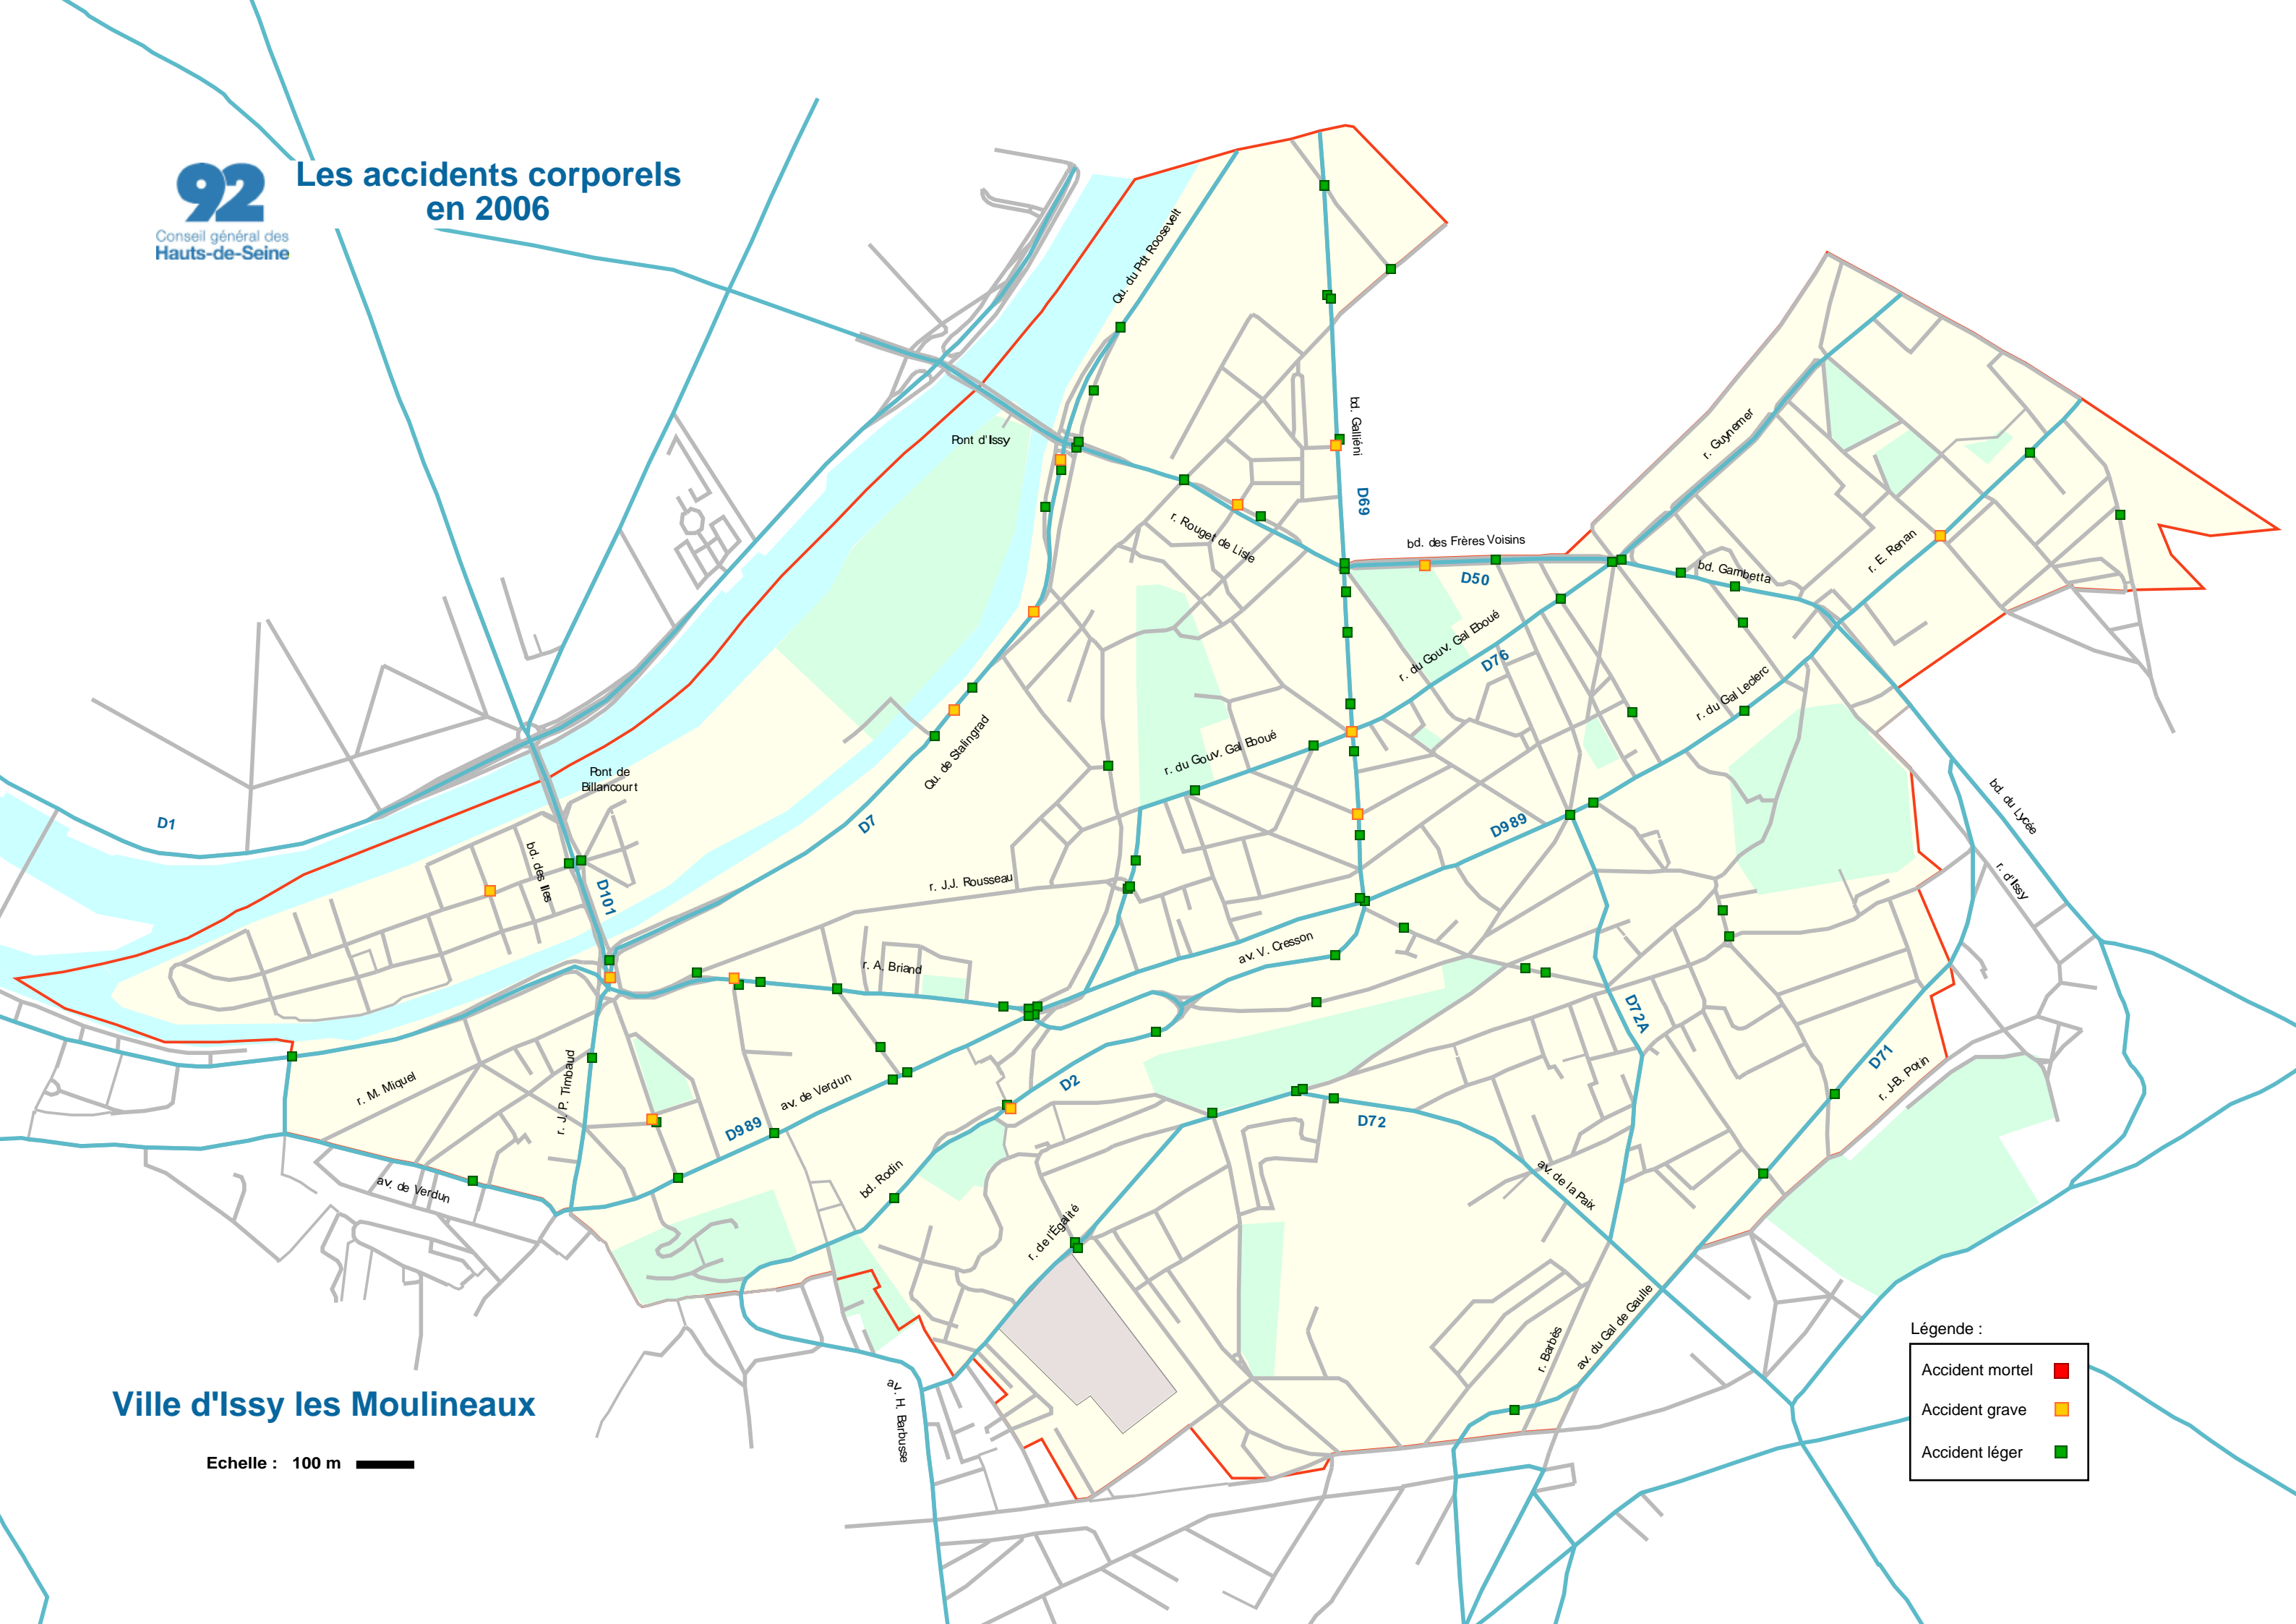 Les accidents corporels
en 2006
92
Conseil général des
Hauts-de-Seine
Qu. du Pdt Roosevelt
Pont d'Issy
bd. Galliéni
D69
r. Rouget de Lisle
bd. des Frères Voisins
D50
r. Guynemer
bd. Gambetta
r. E. Renan
r. du Gouv. Gal Eboué
D76
r. du Gal Leclerc
Qu. de Stalingrad
r. du Gouv. Gal Eboué
Pont de
Billancourt
D1
D7
D989
bd. du Lycée
bd. des Iles
D101
r. J.J. Rousseau
r. d'Issy
r. A. Briand
av. V. Cresson
D72A
D71
r. J-B. Potin
r. M. Miquel
r. J. P. Timbaud
av. de Verdun
D2
D989
D72
av. de Verdun
bd. Rodin
av. de la Paix
r. de l'Égalité
r. Barbès
av. du Gal de Gaulle
av. H. Barbusse
Ville d'Issy les Moulineaux
Echelle : 100 m
Légende :
Accident mortel
Accident grave
Accident léger